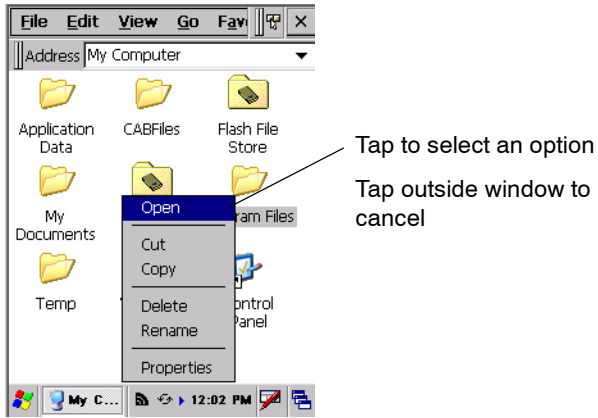 File Edit View Go Fav
Address My Computer
Application Data
CABFiles
Flash File Store
My Documents
ram Files
Temp
ontrol Panel
Open
Cut
Copy
Delete
Rename
Properties
My C... 12:02 PM
Tap to select an option
Tap outside window to
cancel